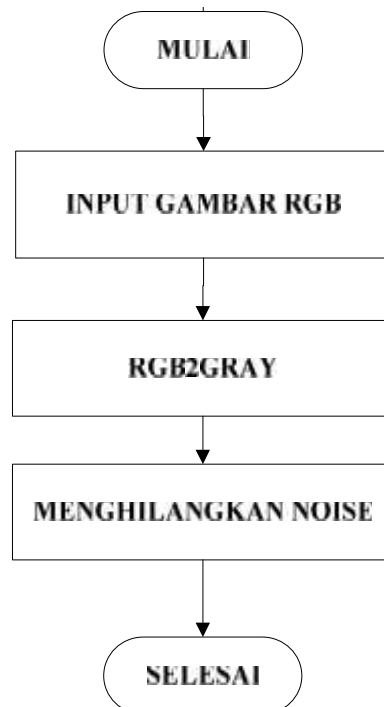 MULAI
INPUT GAMBAR RGB
RGB2GRAY
MENGHILANGKAN NOISE
SELESAI